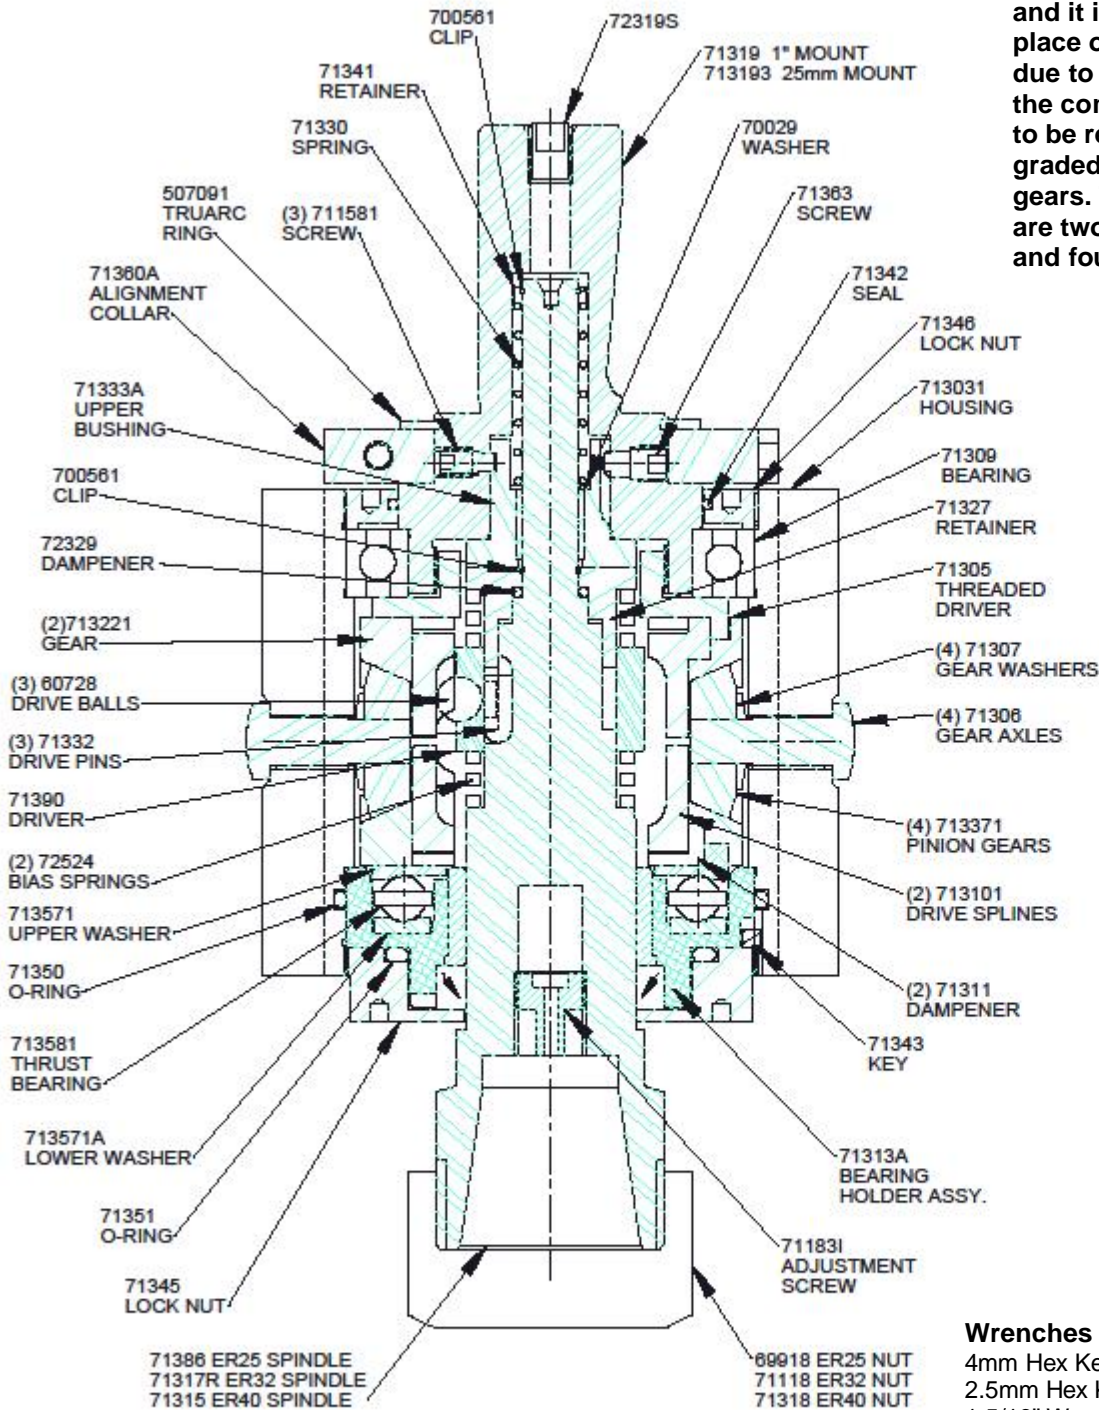 700561
CLIP
72319S
71319 1" MOUNT
713193 25mm MOUNT
71341
RETAINER
71330
SPRING
70029
WASHER
507091
TRUARC
RING
(3) 711581
SCREW
71363
SCREW
71360A
ALIGNMENT
COLLAR
71342
SEAL
71346
LOCK NUT
71333A
UPPER
BUSHING
713031
HOUSING
700561
CLIP
71309
BEARING
71327
RETAINER
72329
DAMPENER
71305
THREADED
DRIVER
(2)713221
GEAR
(4) 71307
GEAR WASHERS
(3) 60728
DRIVE BALLS
(4) 71306
GEAR AXLES
(3) 71332
DRIVE PINS
71390
DRIVER
(4) 713371
PINION GEARS
(2) 72524
BIAS SPRINGS
(2) 713101
DRIVE SPLINES
713571
UPPER WASHER
71350
O-RING
(2) 71311
DAMPENER
713581
THRUST
BEARING
71343
KEY
713571A
LOWER WASHER
71313A
BEARING
HOLDER ASSY.
71351
O-RING
71183I
ADJUSTMENT
SCREW
71345
LOCK NUT
71386 ER25 SPINDLE
71317R ER32 SPINDLE
71315 ER40 SPINDLE
69918 ER25 NUT
71118 ER32 NUT
71318 ER40 NUT
and it i
place o
due to
the co
to be r
graded
gears.
are two
and fou
Wrenches
4mm Hex Ke
2.5mm Hex